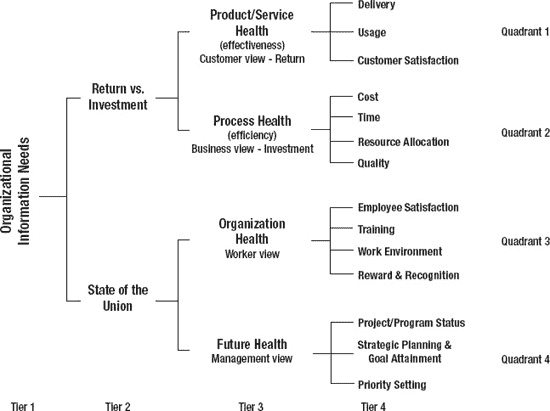 Organizational
Information Needs
Return vs.
Investment
State of the
Union
Product/Service
Health
(effectiveness)
Customer view - Return
Process Health
(efficiency)
Business view - Investment
Organization
Health
Worker view
Future Health
Management view
Delivery
Usage
Customer Satisfaction
Cost
Time
Resource Allocation
Quality
Employee Satisfaction
Training
Work Environment
Reward & Recognition
Project/Program Status
Strategic Planning &
Goal Attainment
Priority Setting
Quadrant 1
Quadrant 2
Quadrant 3
Quadrant 4
Tier 1
Tier 2
Tier 3
Tier 4